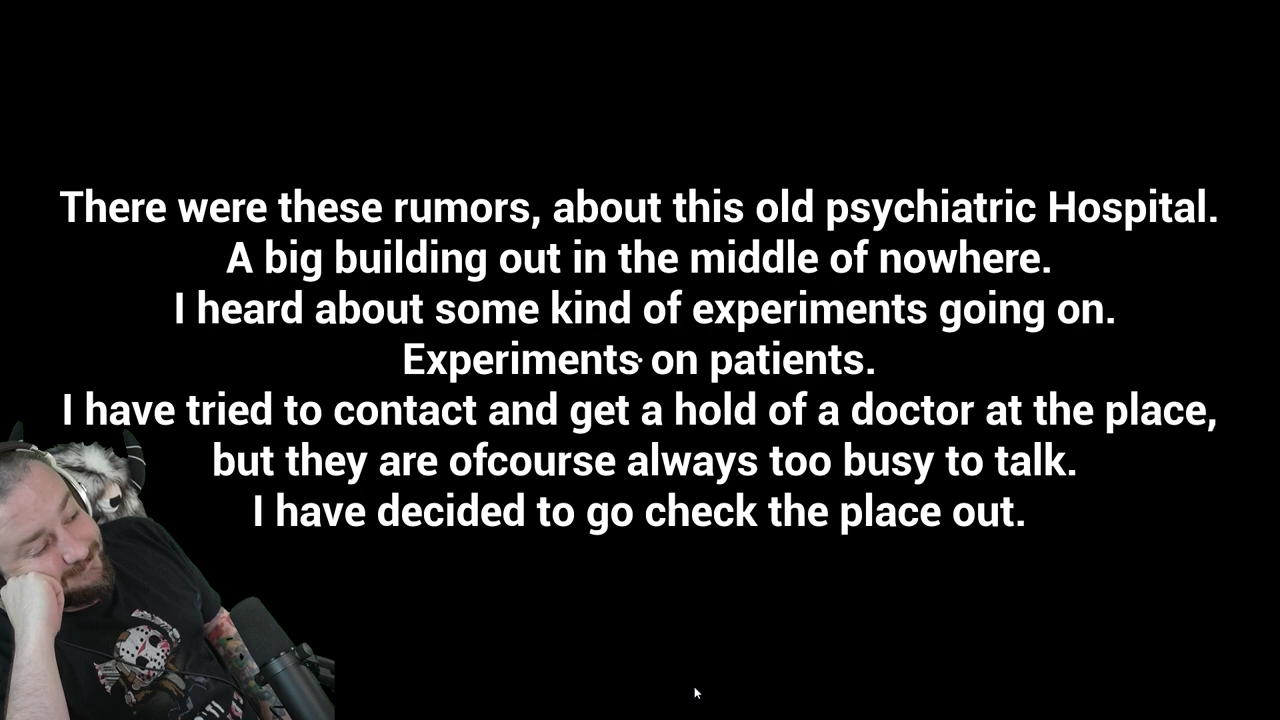 There were these rumors, about this old psychiatric Hospital.
A big building out in the middle of nowhere.
I heard about some kind of experiments going on.
Experiments on patients.
I have tried to contact and get a hold of a doctor at the place,
but they are ofcourse always too busy to talk.
I have decided to go check the place out.